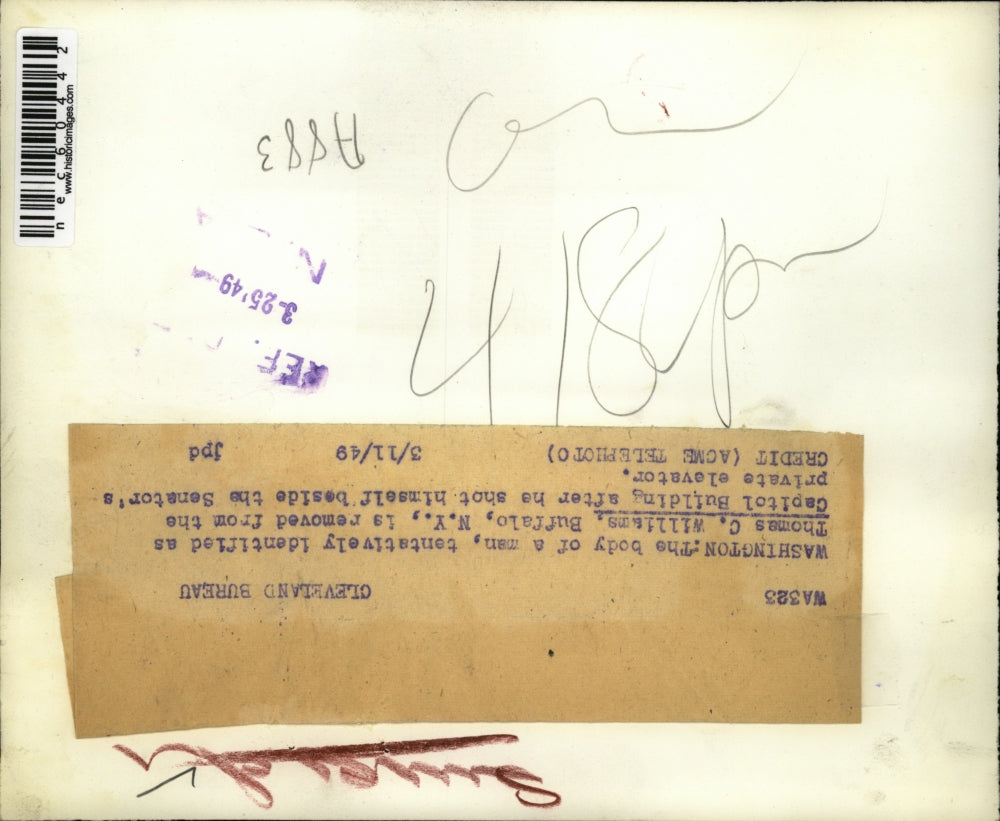 WA323 CLEVELAND BUREAU
WASHINGTON: The body of a man, tentatively identified as
Thomas C. Williams, Buffalo, N.Y., is removed from the
Capitol Building after he shot himself beside the Senator's
private elevator.
CREDIT (ACME TELEPHOTO) 3/11/49 jpd
REF.
3-25'49
A883
nec60442
www.historicimages.com